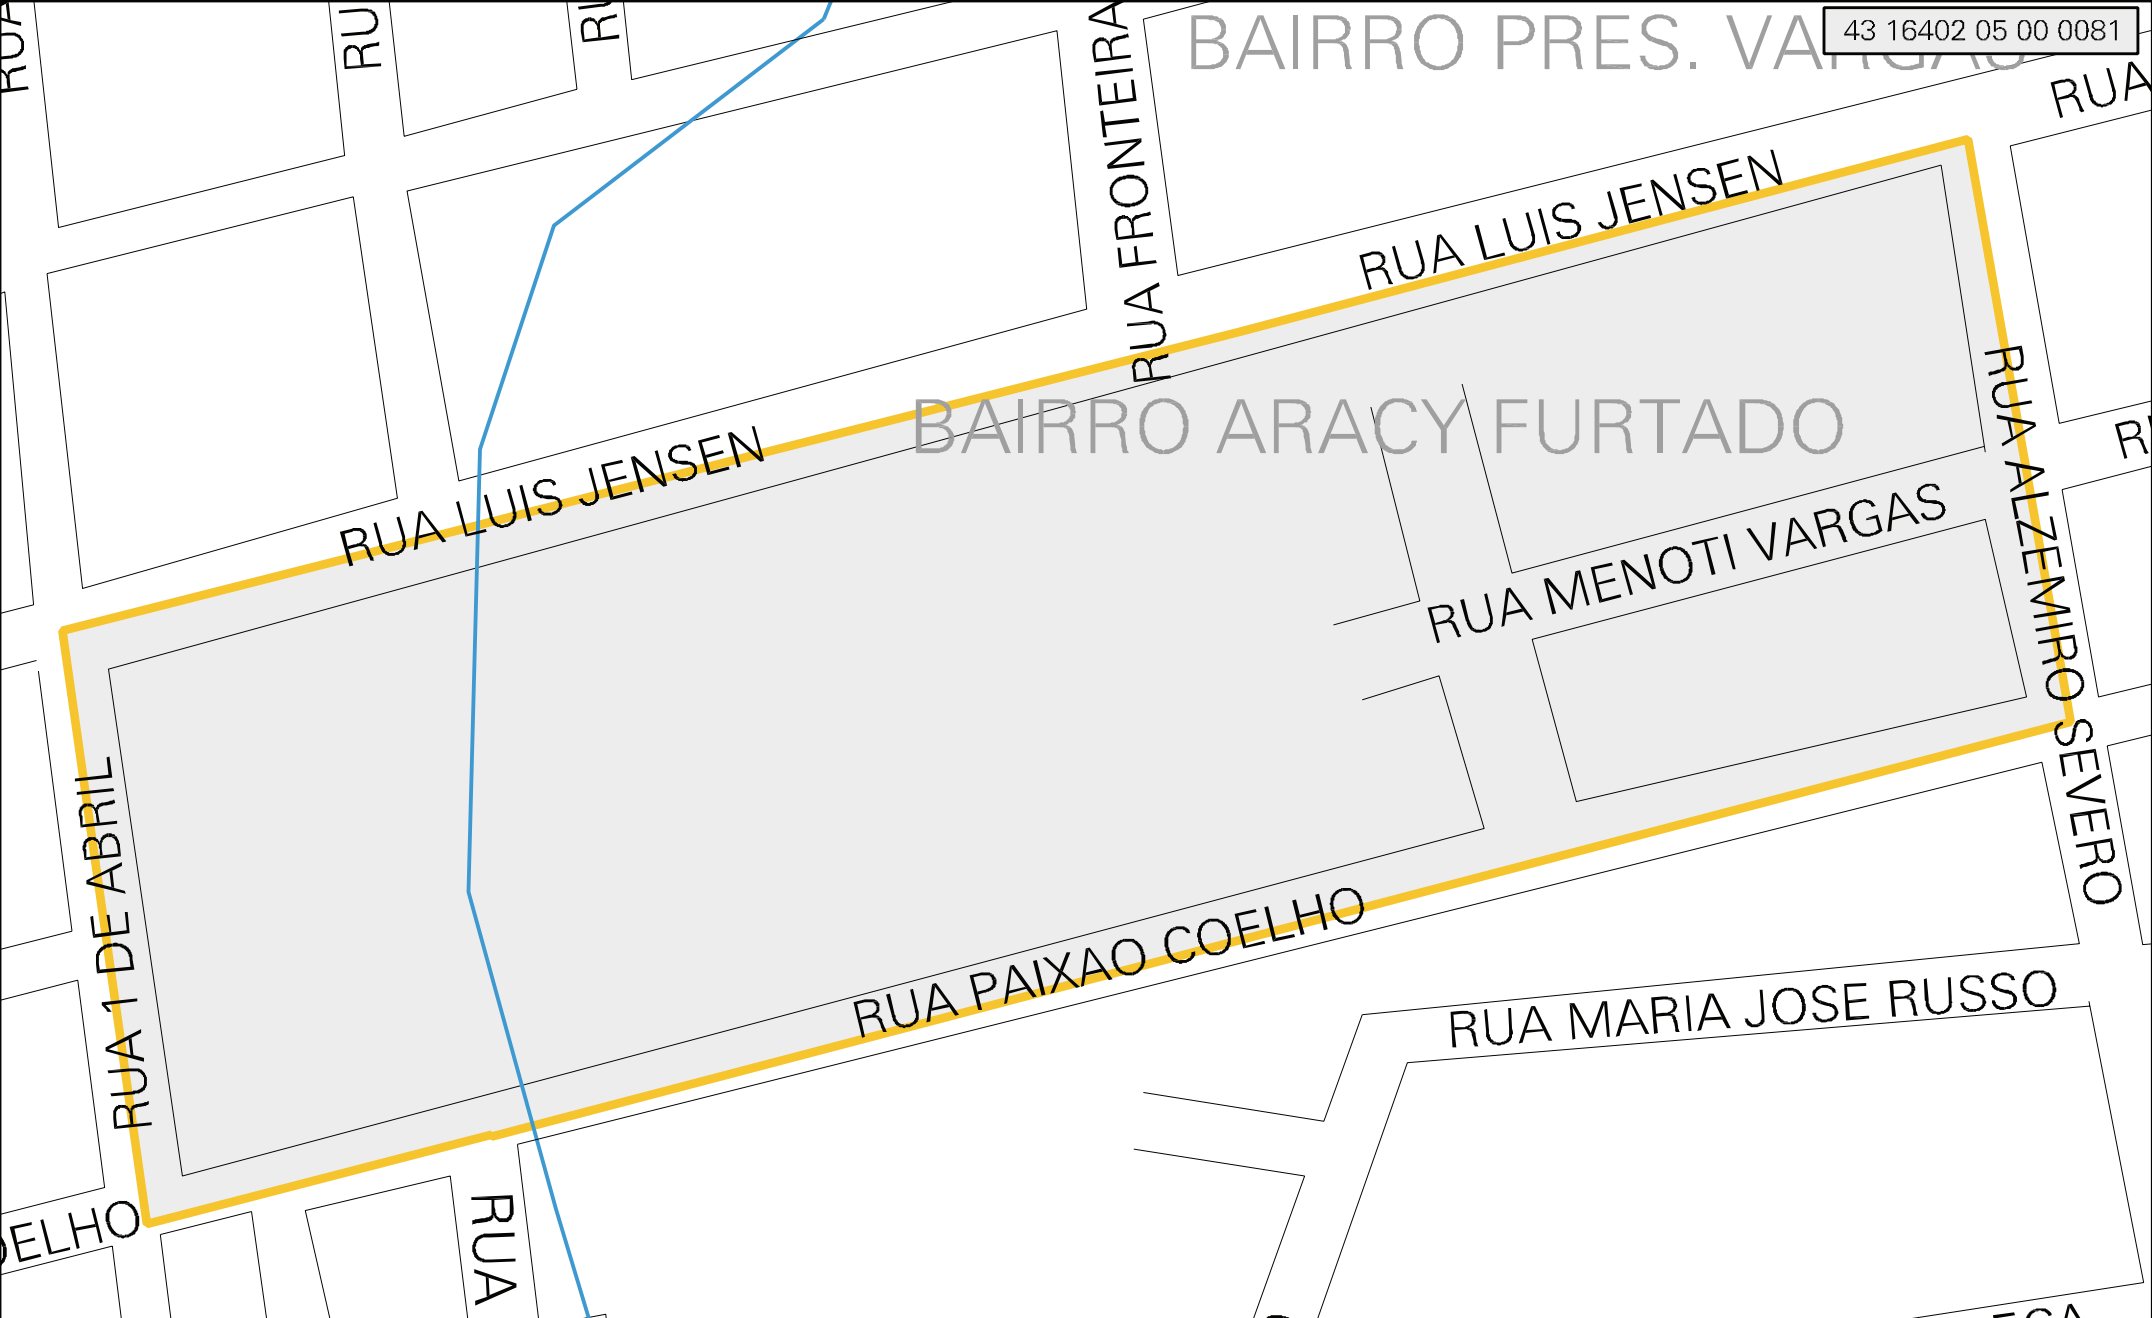 BAIRRO PRES. VARGAS
43 16402 05 00 0081
RUA
RUA FRONTEIRA
RUA
RUA LUIS JENSEN
BAIRRO ARACY FURTADO
RUA LUIS JENSEN
RUA ALZEMIRO SEVERO
RUA MENOTI VARGAS
RUA 1 DE ABRIL
RUA PAIXAO COELHO
RUA MARIA JOSE RUSSO
OELHO
RUA